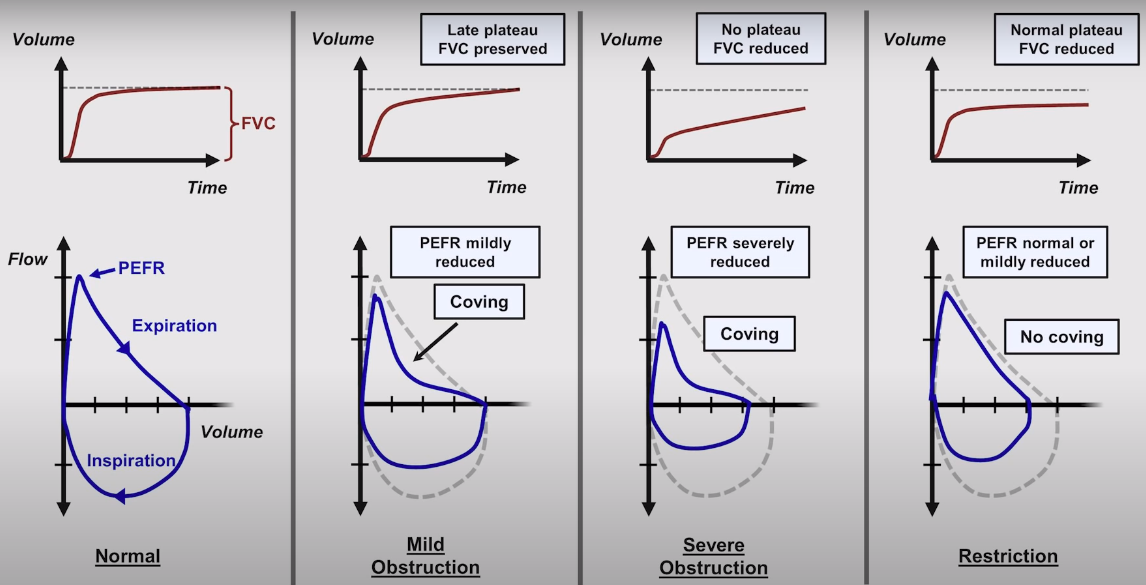 Volume
FVC
Time
Flow
PEFR
Expiration
Volume
Inspiration
Normal
Late plateau
FVC preserved
Volume
Time
PEFR mildly
reduced
Coving
Mild
Obstruction
No plateau
FVC reduced
Volume
Time
PEFR severely
reduced
Coving
Severe
Obstruction
Normal plateau
FVC reduced
Volume
Time
PEFR normal or
mildly reduced
No coving
Restriction